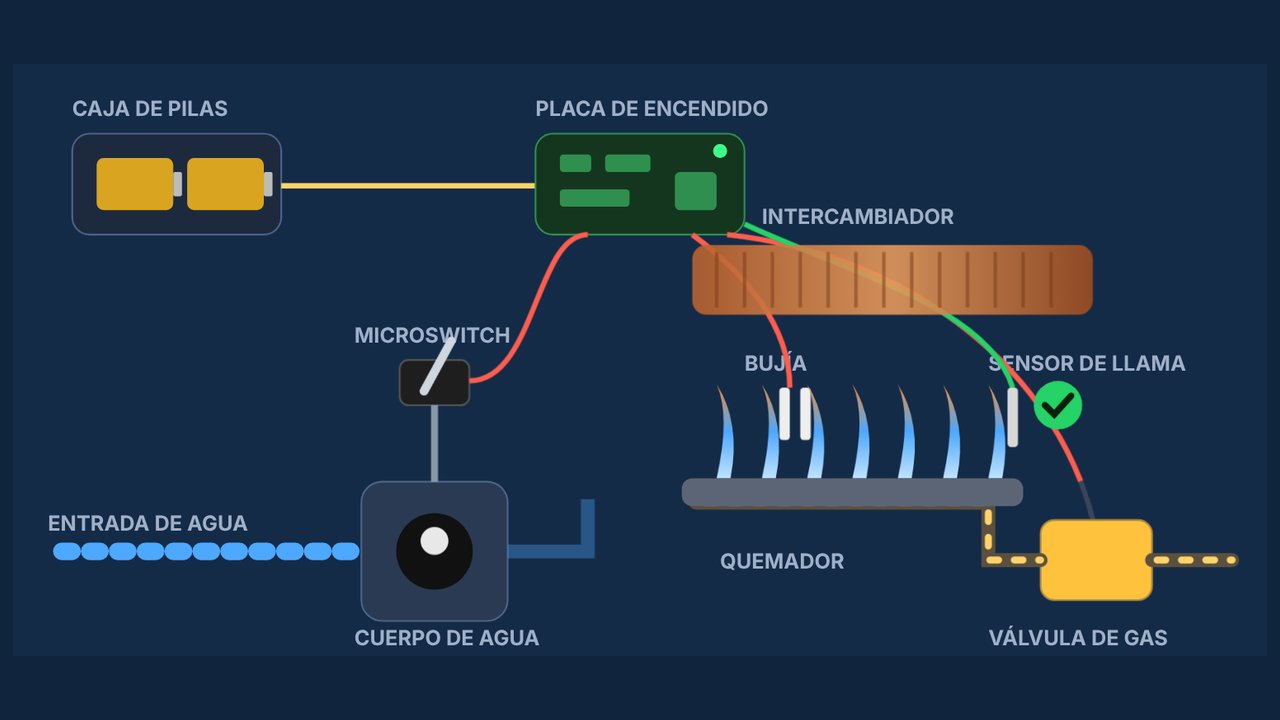 CAJA DE PILAS
PLACA DE ENCENDIDO
INTERCAMBIADOR
MICROSWITCH
BUJÍA
SENSOR DE LLAMA
ENTRADA DE AGUA
QUEMADOR
CUERPO DE AGUA
VÁLVULA DE GAS